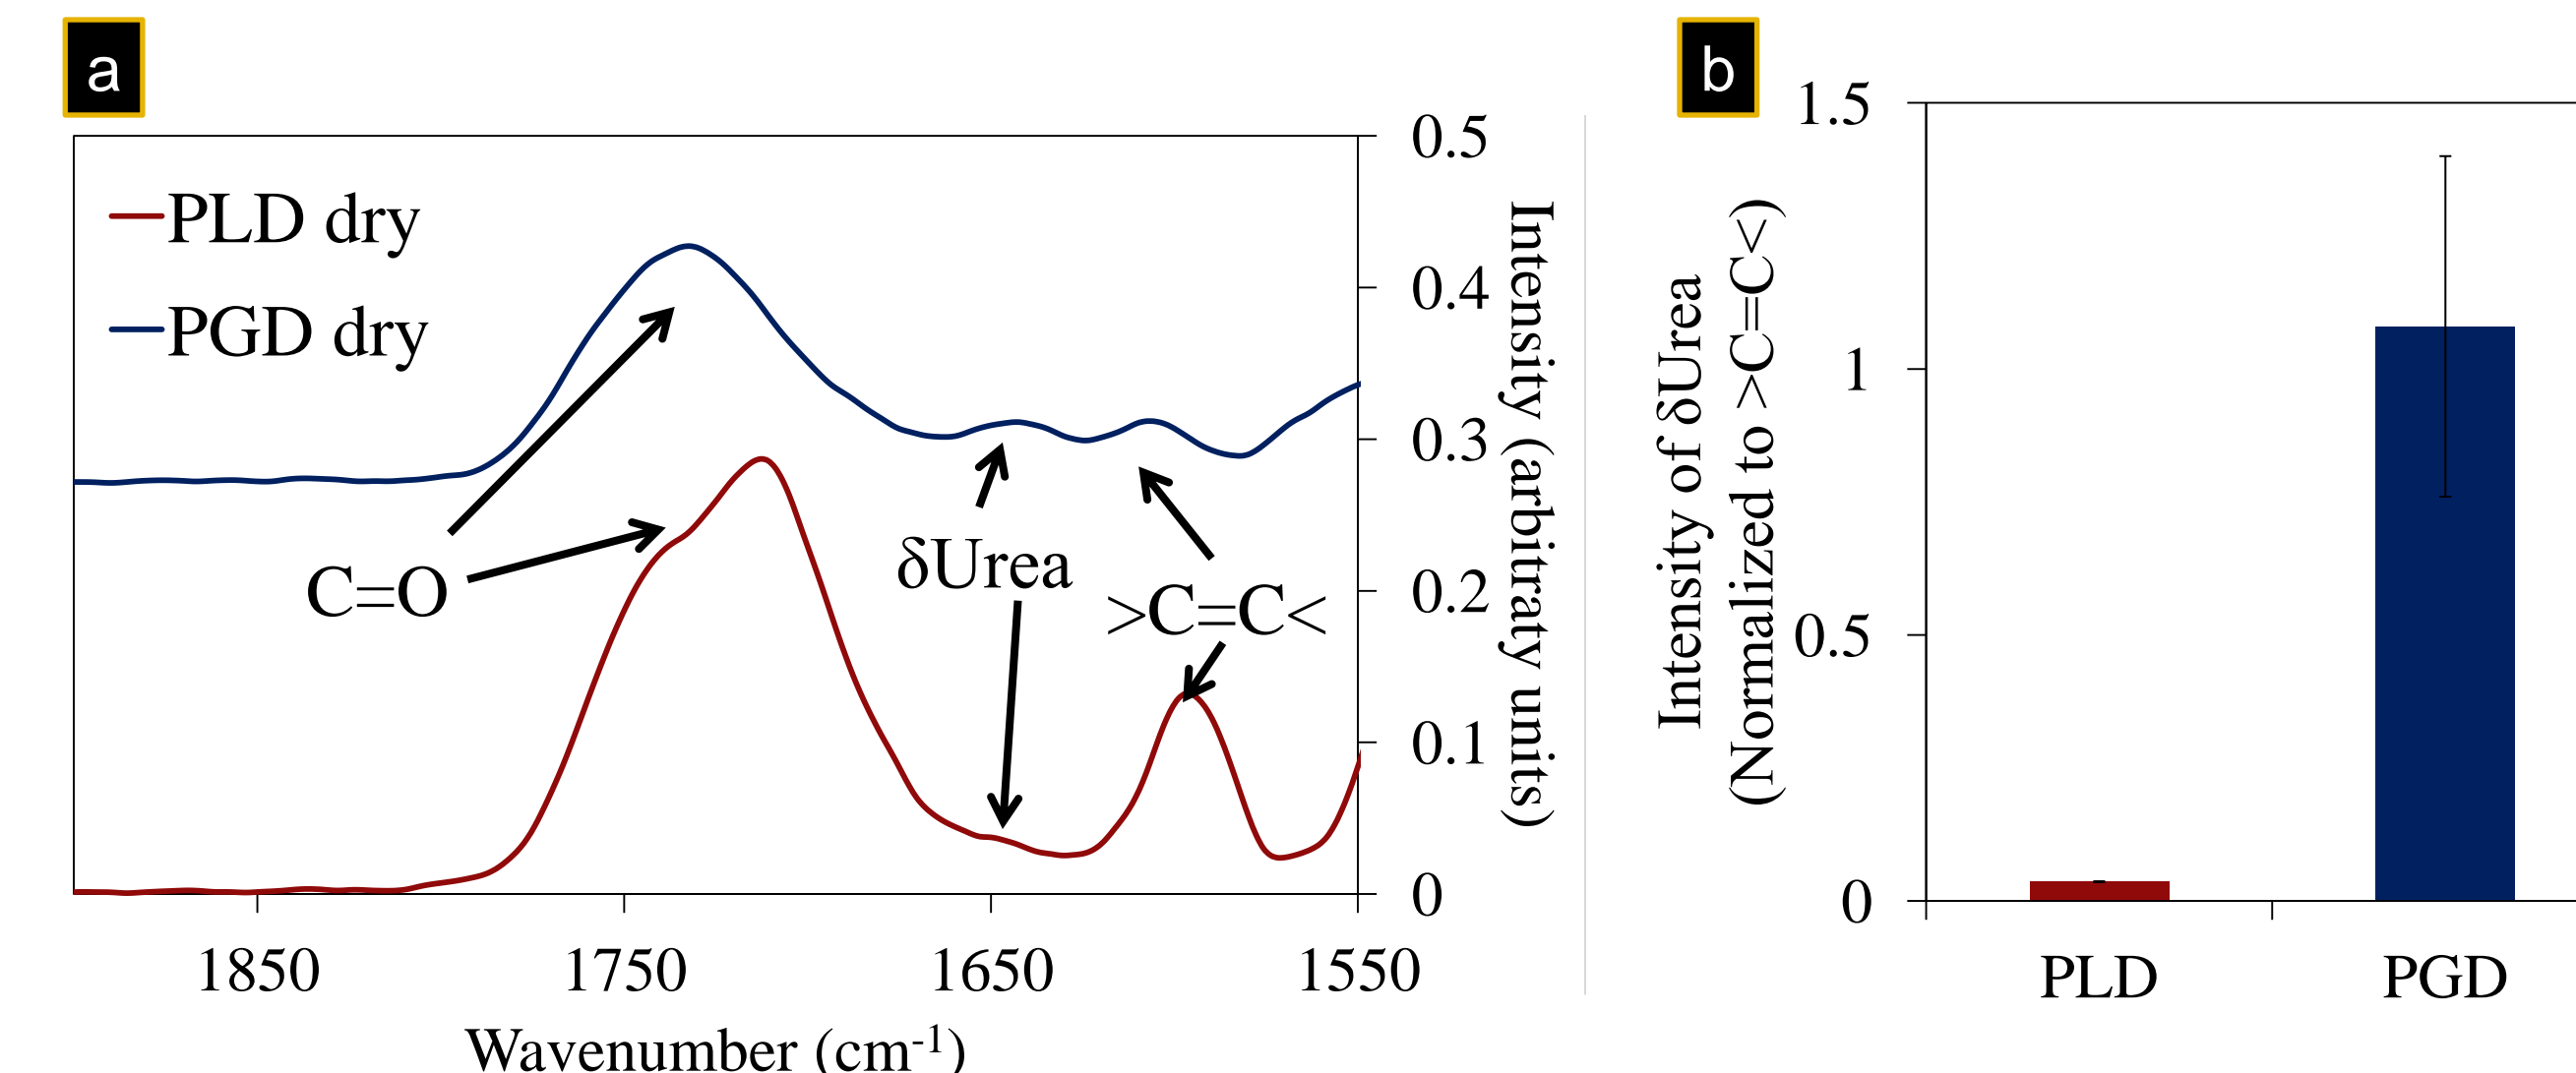 a
PLD dry
PGD dry
C=O
δUrea
>C=C<
0.5
0.4
0.3
0.2
0.1
0
Intensity (arbitraty units)
1850
1750
1650
1550
Wavenumber (cm⁻¹)
b
Intensity of δUrea
(Normalized to >C=C<)
1.5
1
0.5
0
PLD
PGD